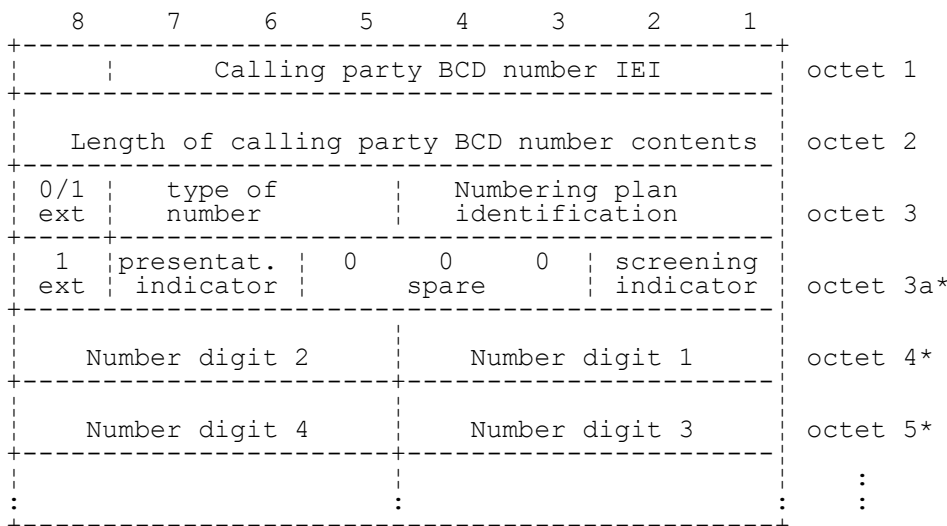 8 7 6 5 4 3 2 1
Calling party BCD number IEI octet 1
Length of calling party BCD number contents octet 2
0/1 type of Numbering plan
ext number identification octet 3
1 presentat. 0 0 0 screening
ext indicator spare indicator octet 3a*
Number digit 2 Number digit 1 octet 4*
Number digit 4 Number digit 3 octet 5*
: 
: : : :